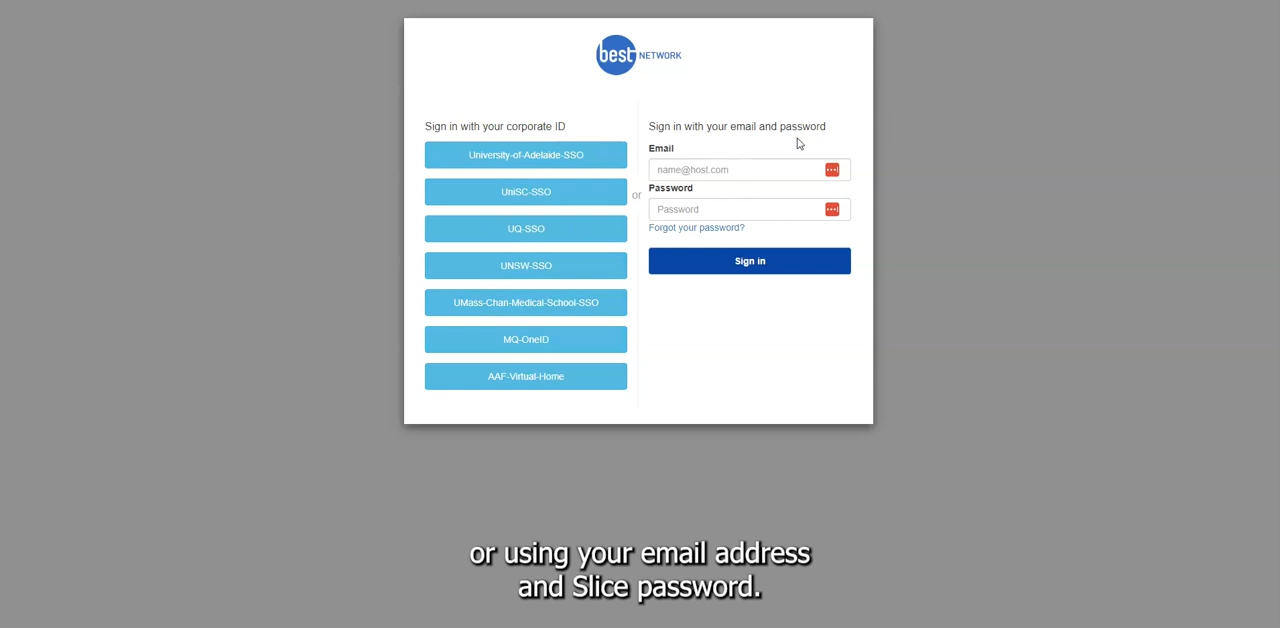 best NETWORK
Sign in with your corporate ID
University-of-Adelaide-SSO
UniSC-SSO
UQ-SSO
UNSW-SSO
UMass-Chan-Medical-School-SSO
MQ-OneID
AAF-Virtual-Home
or
Sign in with your email and password
Email
name@host.com
Password
Password
Forgot your password?
Sign in
or using your email address
and Slice password.